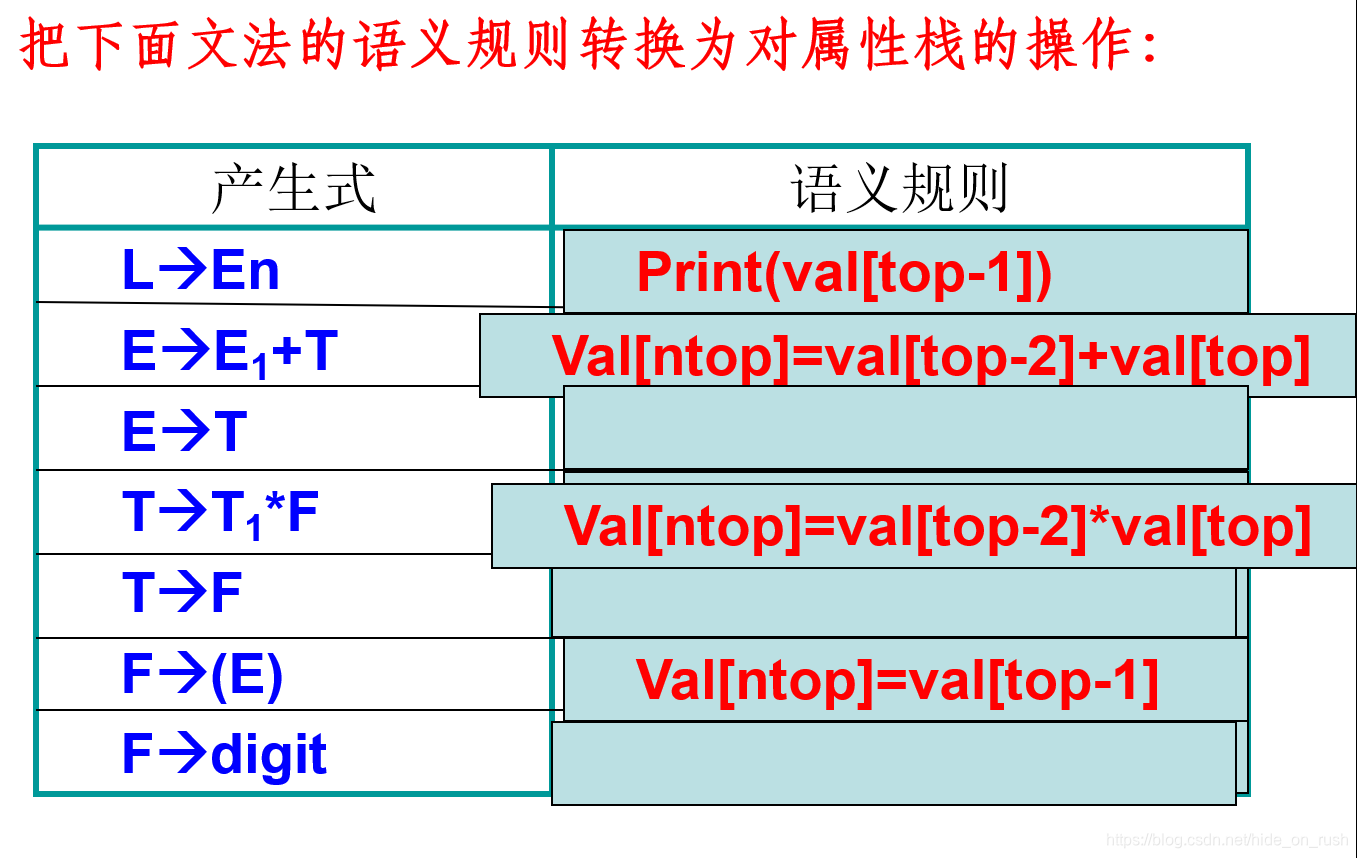 把下面文法的语义规则转换为对属性栈的操作：
产生式 语义规则
L→En Print(val[top-1])
E→E₁+T Val[ntop]=val[top-2]+val[top]
E→T
T→T₁*F Val[ntop]=val[top-2]*val[top]
T→F
F→(E) Val[ntop]=val[top-1]
F→digit
https://blog.csdn.net/hide_on_rush